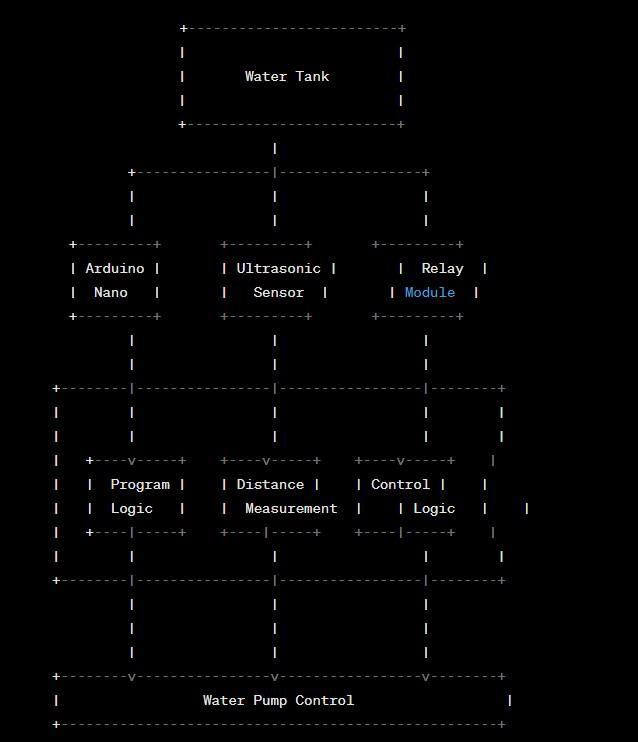 Water Tank
Arduino Ultrasonic Relay
Nano Sensor Module
Program Distance Control
Logic Measurement Logic
Water Pump Control